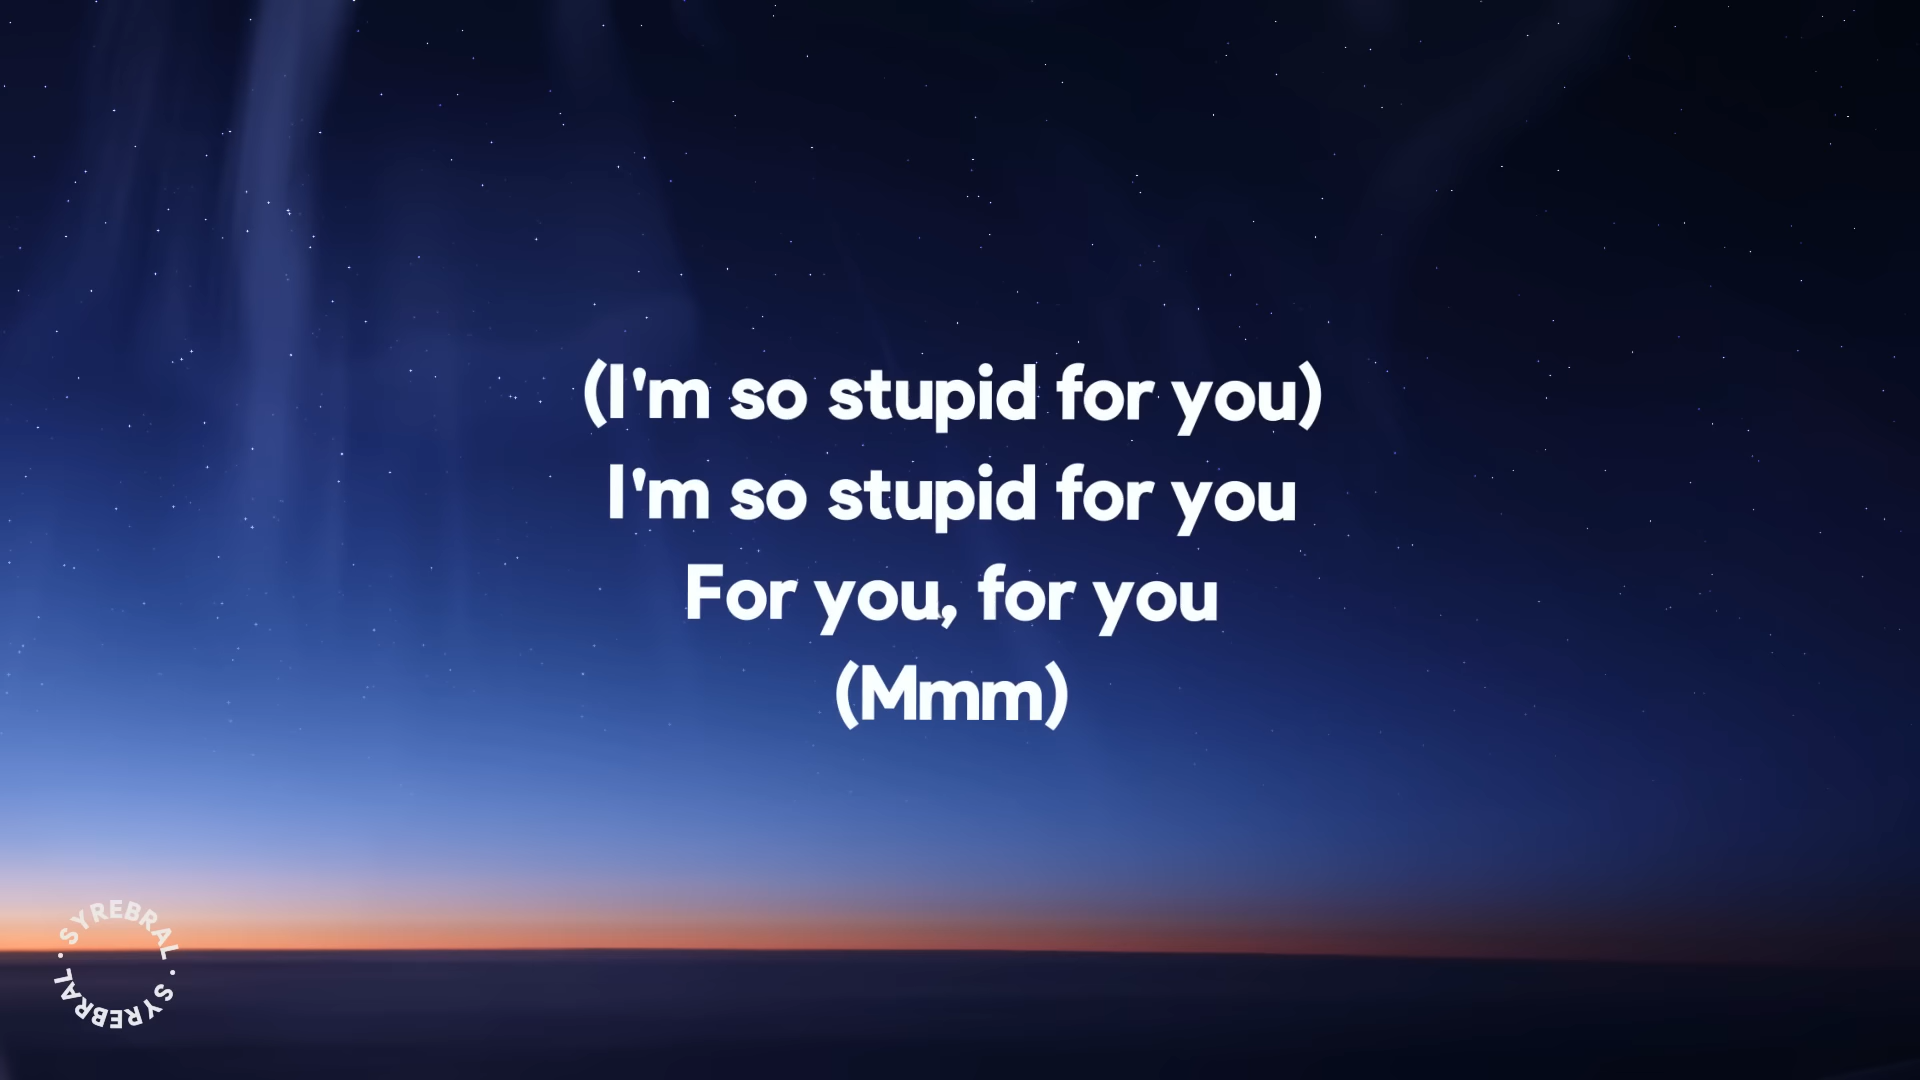 (I'm so stupid for you)
I'm so stupid for you
For you, for you
(Mmm)
SYREBRAL · SYREBRAL ·